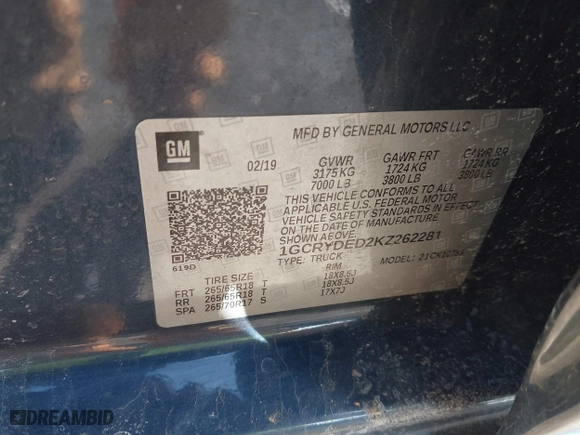 GM
MFD BY GENERAL MOTORS LLC
02/19
GVWR GAWR FRT GAWR RR
3175 KG 1724 KG 1724 KG
7000 LB 3800 LB 3800 LB
THIS VEHICLE CONFORMS TO ALL
APPLICABLE U.S. FEDERAL MOTOR
VEHICLE SAFETY STANDARDS IN EFFECT
ON THE DATE OF MANUFACTURE
SHOWN ABOVE.
1GCRYDED2KZ262281
TYPE: TRUCK MODEL:
619D
TIRE SIZE RIM
FRT 265/65R18 T 18X8.5J
RR 265/65R18 T 18X8.5J
SPA 265/70R17 S 17X7J
DREAMBID